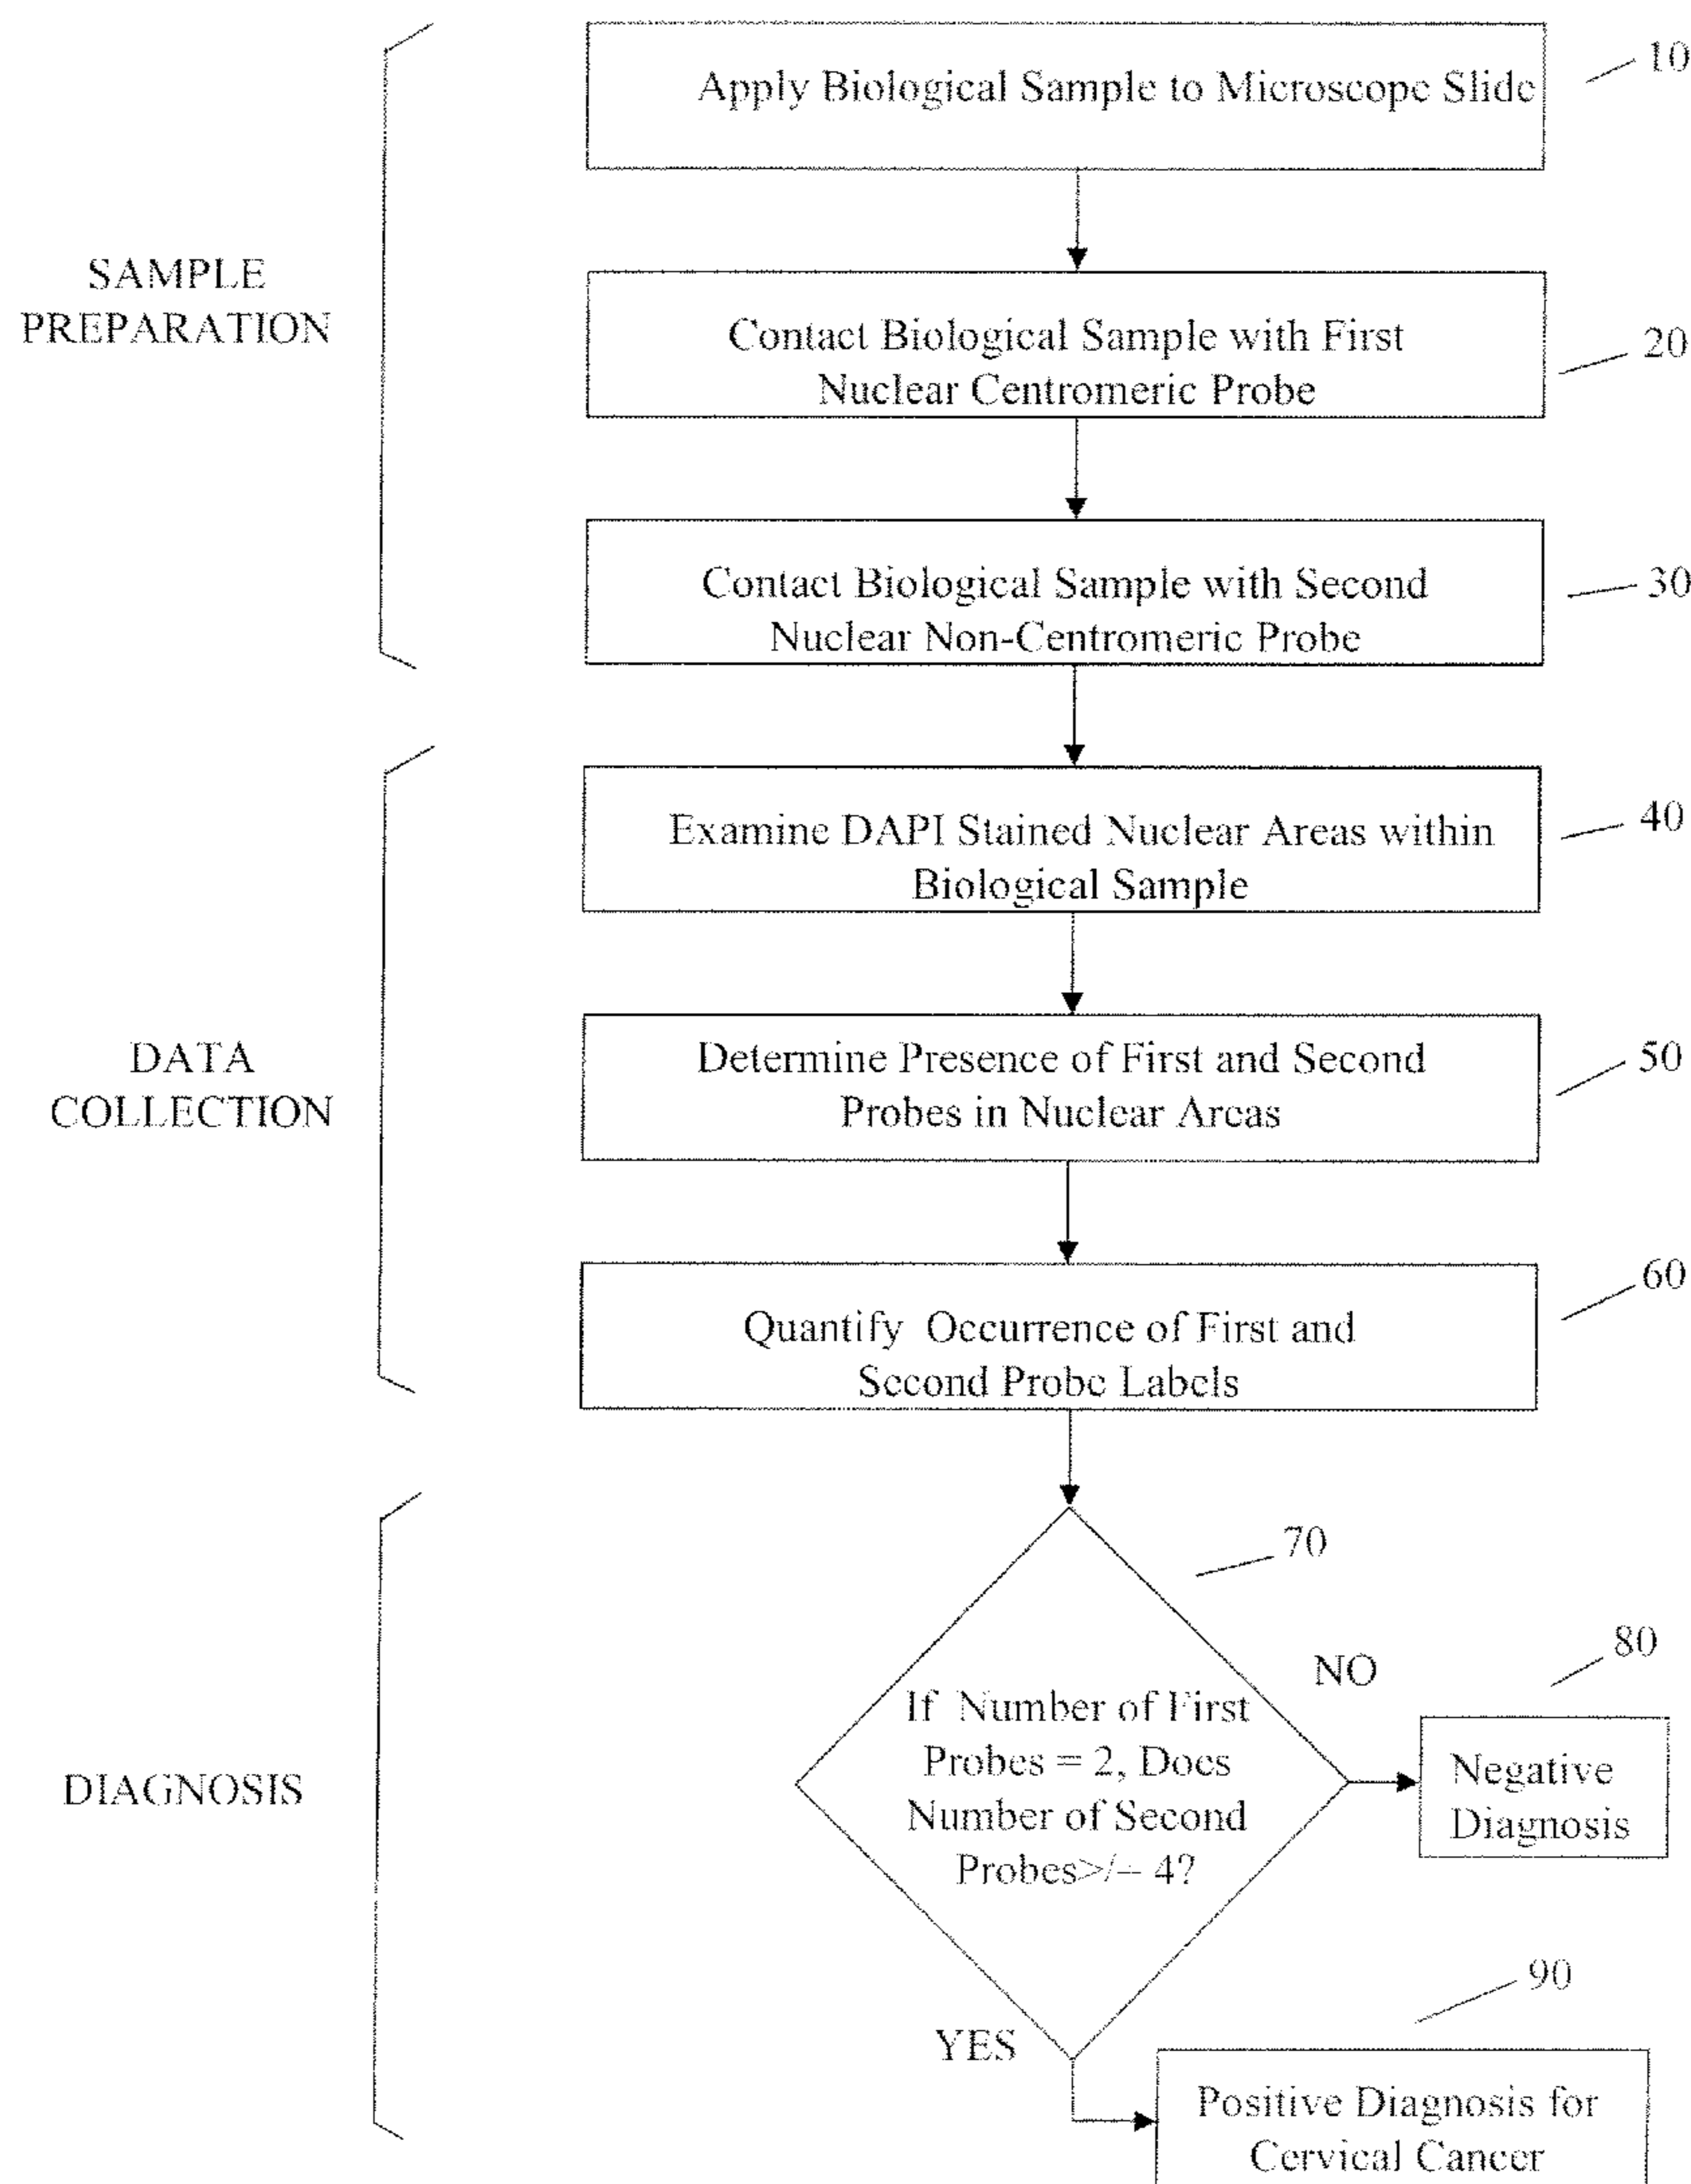 Apply Biological Sample to Microscope Slide
10
SAMPLE
PREPARATION
Contact Biological Sample with First
Nuclear Centromeric Probe
20
Contact Biological Sample with Second
Nuclear Non-Centromeric Probe
30
Examine DAPI Stained Nuclear Areas within
Biological Sample
40
DATA
COLLECTION
Determine Presence of First and Second
Probes in Nuclear Areas
50
Quantify Occurrence of First and
Second Probe Labels
60
DIAGNOSIS
70
If Number of First
Probes = 2, Does
Number of Second
Probes>/= 4?
NO
80
Negative
Diagnosis
YES
90
Positive Diagnosis for
Cervical Cancer